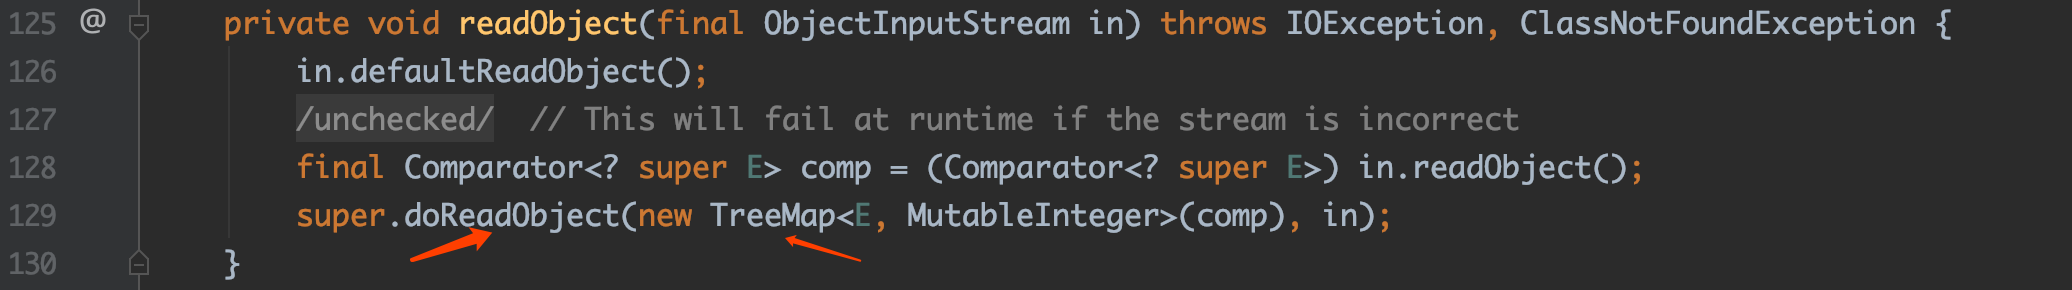 125 @ private void readObject(final ObjectInputStream in) throws IOException, ClassNotFoundException {
126 in.defaultReadObject();
127 /unchecked/ // This will fail at runtime if the stream is incorrect
128 final Comparator<? super E> comp = (Comparator<? super E>) in.readObject();
129 super.doReadObject(new TreeMap<E, MutableInteger>(comp), in);
130 }